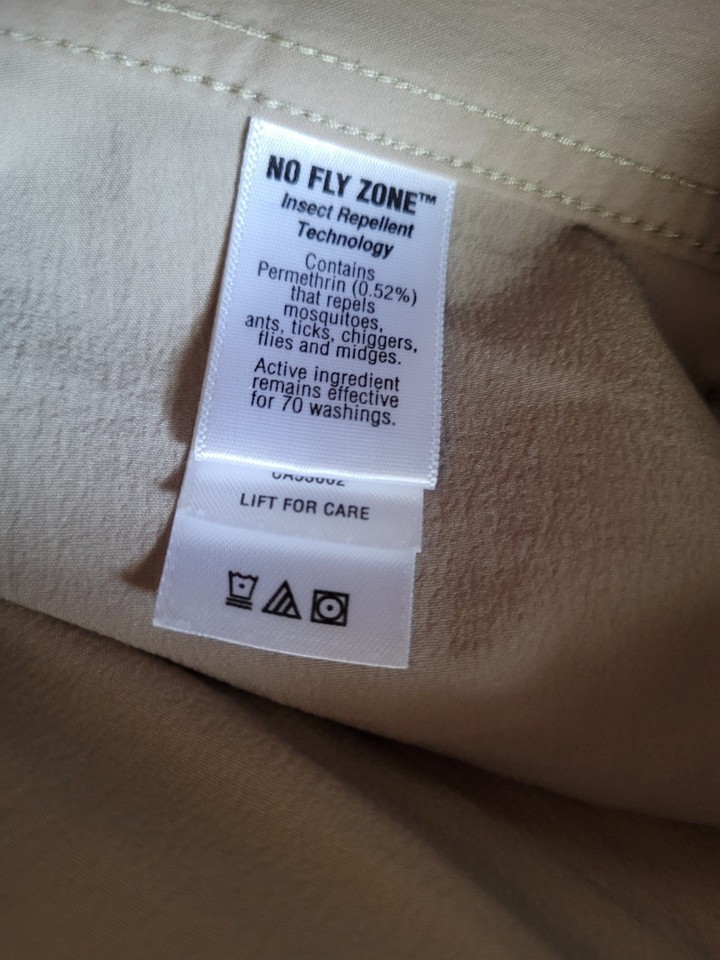 NO FLY ZONE™
Insect Repellent
Technology
Contains
Permethrin (0.52%)
that repels
mosquitoes,
ants, ticks, chiggers,
flies and midges.
Active ingredient
remains effective
for 70 washings.
LIFT FOR CARE